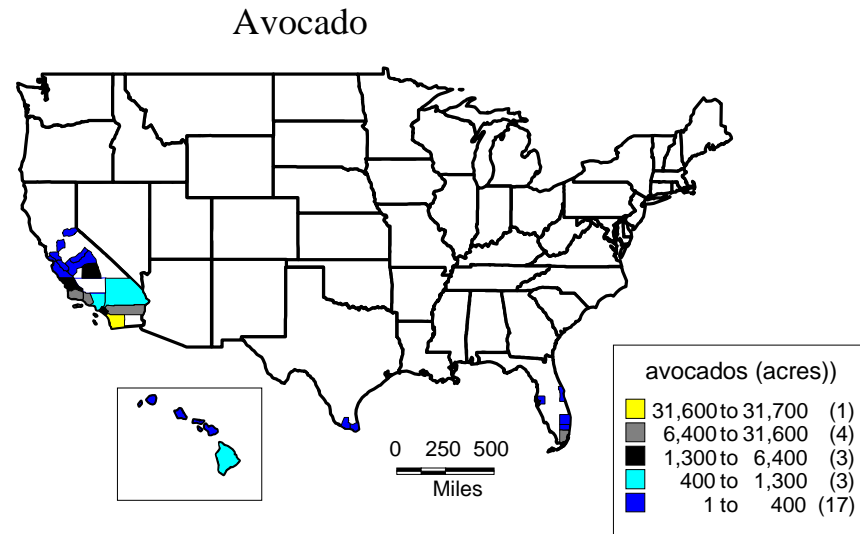 Avocado
avocados (acres))
31,600 to 31,700 (1)
6,400 to 31,600 (4)
1,300 to 6,400 (3)
400 to 1,300 (3)
1 to 400 (17)
0 250 500
Miles